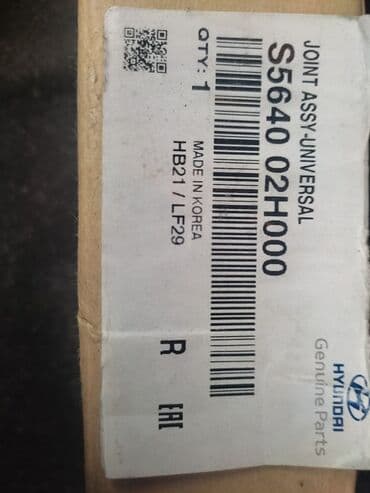 HYUNDAI
Genuine Parts
JOINT ASSY-UNIVERSAL
S5640 02H000
QTY: 1
MADE IN KOREA
HB21 / LF29
R
EAC